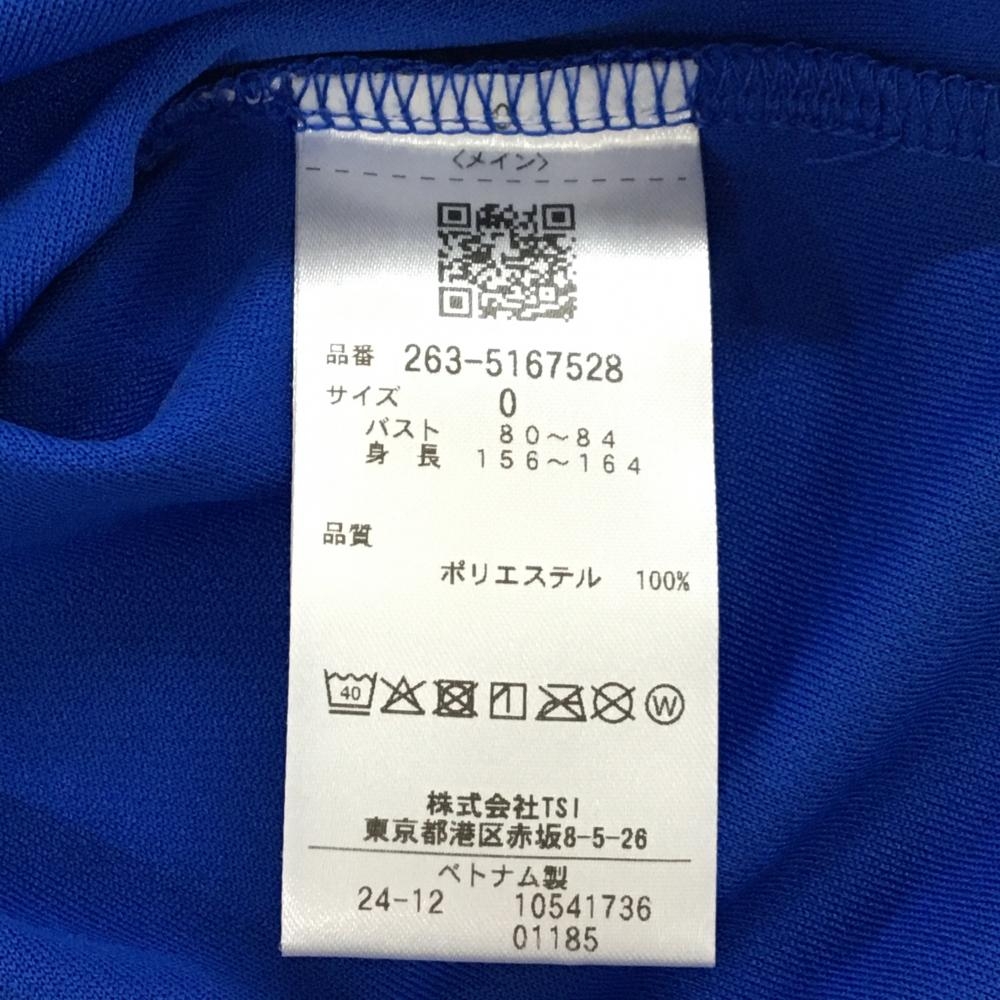 〈メイン〉
品番 263-5167528
サイズ 0
バスト 80～84
身長 156～164
品質
ポリエステル 100%
40
W
株式会社TSI
東京都港区赤坂8-5-26
ベトナム製
24-12 10541736
01185